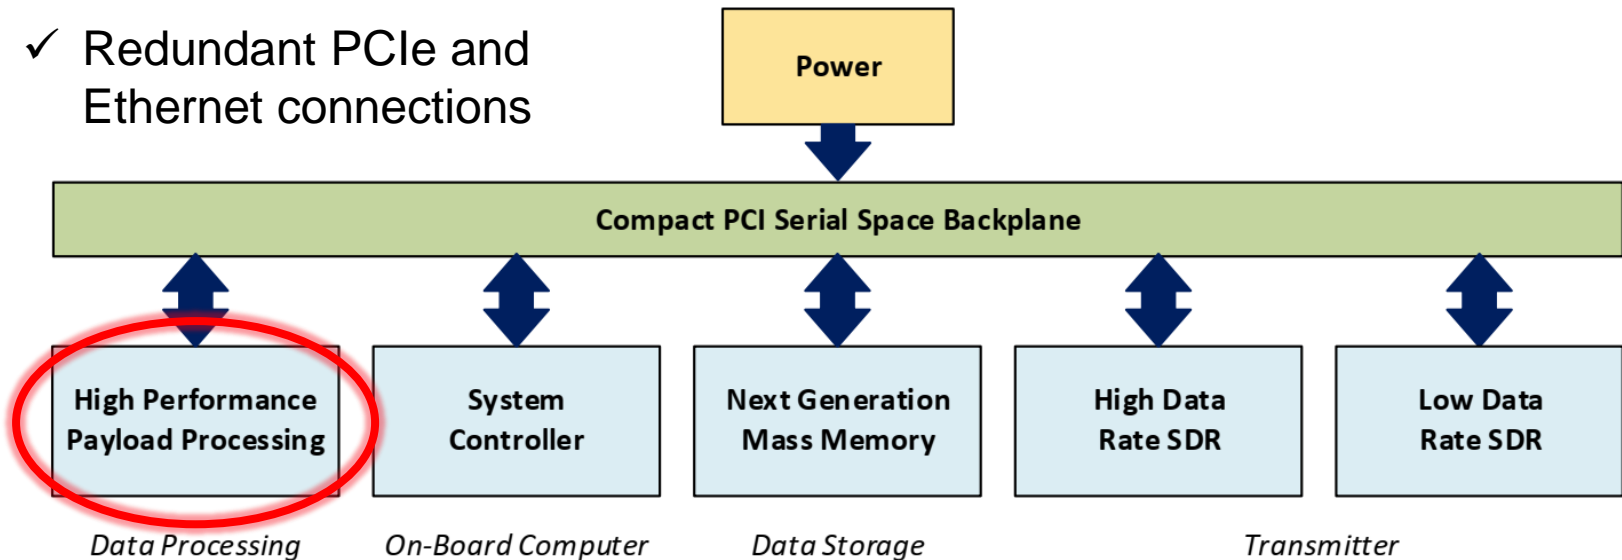 ✓ Redundant PCIe and
Ethernet connections
Power
Compact PCI Serial Space Backplane
High Performance
Payload Processing
System
Controller
Next Generation
Mass Memory
High Data
Rate SDR
Low Data
Rate SDR
Data Processing
On-Board Computer
Data Storage
Transmitter